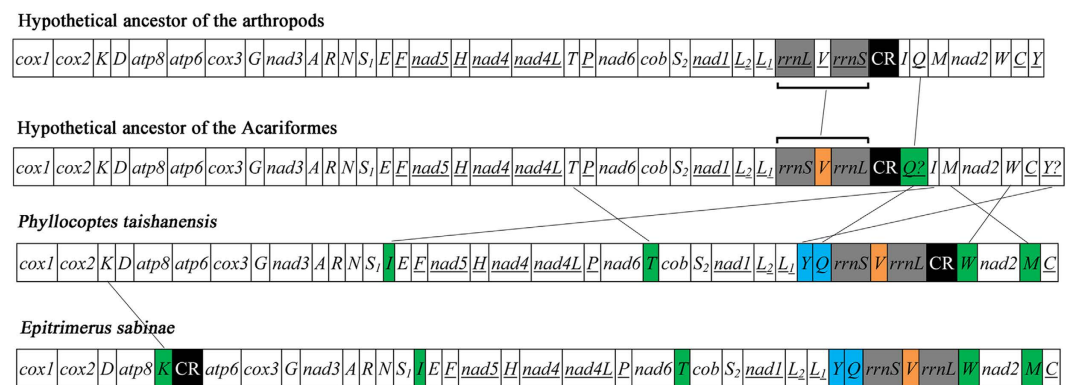 Hypothetical ancestor of the arthropods
cox1 cox2 K D atp8 atp6 cox3 G nad3 A R N S1 E F nad5 H nad4 nad4L T P nad6 cob S2 nad1 L2 L1 rrnL V rrnS CR I Q M nad2 W C Y
Hypothetical ancestor of the Acariformes
cox1 cox2 K D atp8 atp6 cox3 G nad3 A R N S1 E F nad5 H nad4 nad4L T P nad6 cob S2 nad1 L2 L1 rrnS V rrnL CR Q? I M nad2 W C Y?
Phyllocoptes taishanensis
cox1 cox2 K D atp8 atp6 cox3 G nad3 A R N S1 I E F nad5 H nad4 nad4L P nad6 T cob S2 nad1 L2 L1 Y Q rrnS V rrnL CR W nad2 M C
Epitrimerus sabinae
cox1 cox2 D atp8 K CR atp6 cox3 G nad3 A R N S1 I E F nad5 H nad4 nad4L P nad6 T cob S2 nad1 L2 L1 Y Q rrnS V rrnL W nad2 M C